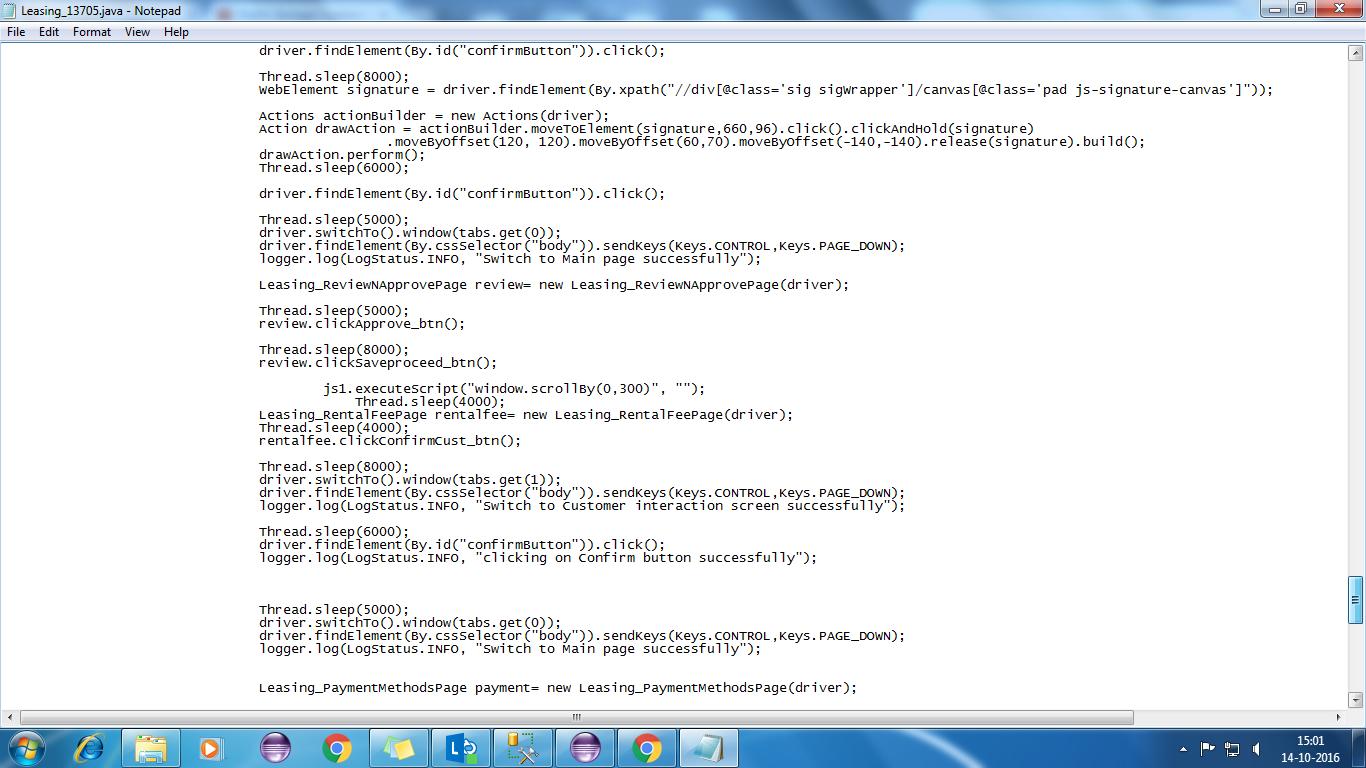 Leasing_13705.java - Notepad
File Edit Format View Help
driver.findElement(By.id("confirmButton")).click();
Thread.sleep(8000);
WebElement signature = driver.findElement(By.xpath("//div[@class='sig sigWrapper']/canvas[@class='pad js-signature-canvas']"));
Actions actionBuilder = new Actions(driver);
Action drawAction = actionBuilder.moveToElement(signature,660,96).click().clickAndHold(signature)
.moveByOffset(120, 120).moveByOffset(60,70).moveByOffset(-140,-140).release(signature).build();
drawAction.perform();
Thread.sleep(6000);
driver.findElement(By.id("confirmButton")).click();
Thread.sleep(5000);
driver.switchTo().window(tabs.get(0));
driver.findElement(By.cssSelector("body")).sendKeys(Keys.CONTROL,Keys.PAGE_DOWN);
logger.log(LogStatus.INFO, "Switch to Main page successfully");
Leasing_ReviewNApprovePage review= new Leasing_ReviewNApprovePage(driver);
Thread.sleep(5000);
review.clickApprove_btn();
Thread.sleep(8000);
review.clickSaveproceed_btn();
js1.executeScript("window.scrollBy(0,300)", "");
Thread.sleep(4000);
Leasing_RentalFeePage rentalfee= new Leasing_RentalFeePage(driver);
Thread.sleep(4000);
rentalfee.clickConfirmCust_btn();
Thread.sleep(8000);
driver.switchTo().window(tabs.get(1));
driver.findElement(By.cssSelector("body")).sendKeys(Keys.CONTROL,Keys.PAGE_DOWN);
logger.log(LogStatus.INFO, "Switch to Customer interaction screen successfully");
Thread.sleep(6000);
driver.findElement(By.id("confirmButton")).click();
logger.log(LogStatus.INFO, "clicking on Confirm button successfully");
Thread.sleep(5000);
driver.switchTo().window(tabs.get(0));
driver.findElement(By.cssSelector("body")).sendKeys(Keys.CONTROL,Keys.PAGE_DOWN);
logger.log(LogStatus.INFO, "Switch to Main page successfully");
Leasing_PaymentMethodsPage payment= new Leasing_PaymentMethodsPage(driver);
15:01
14-10-2016